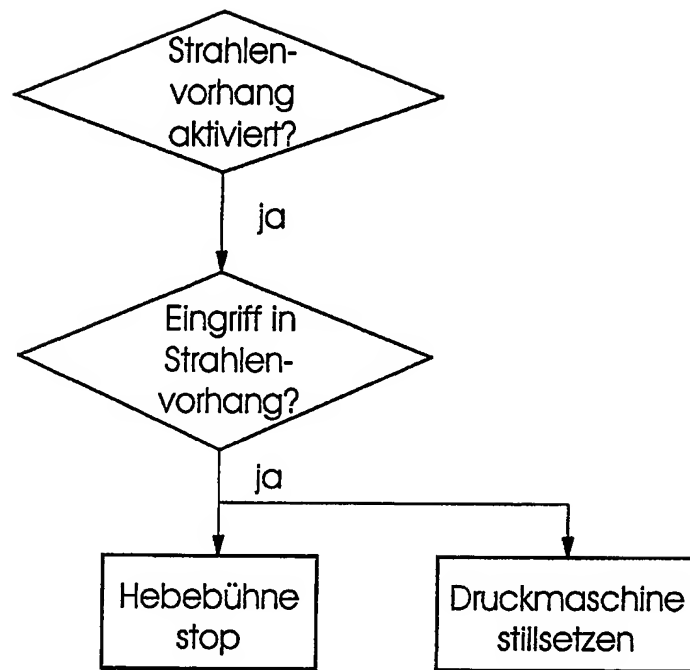 Strahlen-
vorhang
aktiviert?
ja
Eingriff in
Strahlen-
vorhang?
ja
Hebebühne
stop
Druckmaschine
stillsetzen